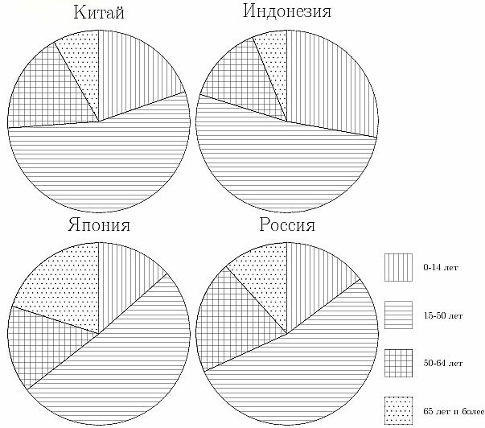 Китай
Индонезия
Япония
Россия
0-14 лет
15-50 лет
50-64 лет
65 лет и более